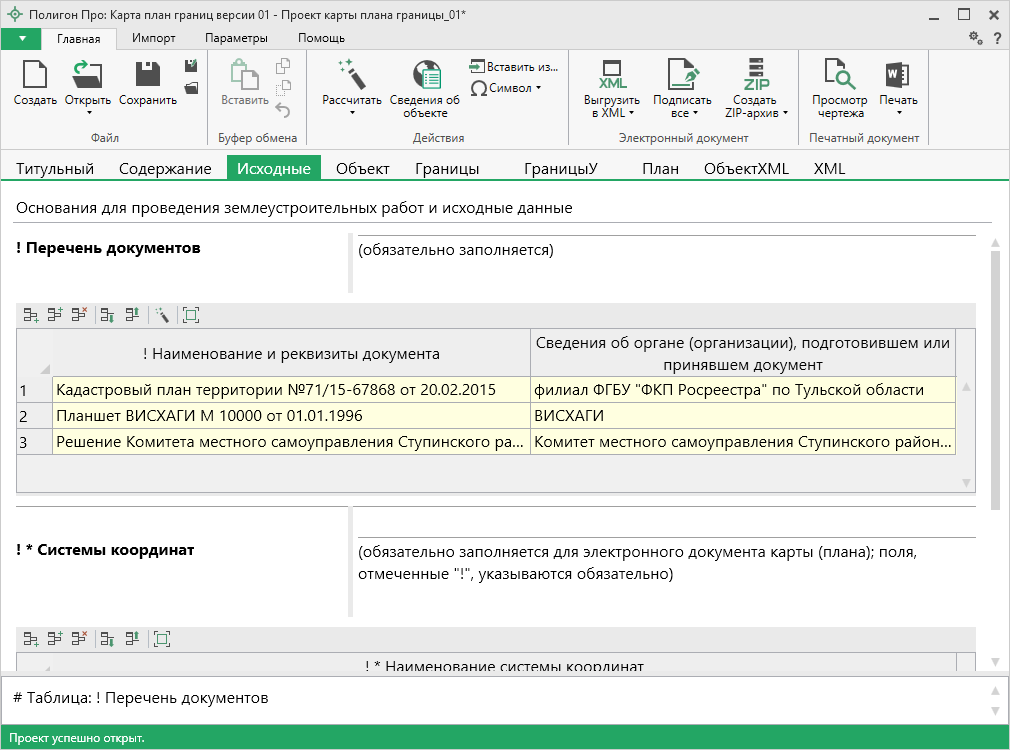 Полигон Про: Карта план границ версии 01 - Проект карты плана границы_01*
Главная Импорт Параметры Помощь ?
Создать Открыть Сохранить
Файл
Вставить
Буфер обмена
Рассчитать Сведения об объекте
Вставить из...
Символ
Действия
XML
Выгрузить в XML
Подписать все
ZIP
Создать ZIP-архив
Электронный документ
Просмотр чертежа
W
Печать
Печатный документ
Титульный Содержание Исходные Объект Границы ГраницыУ План ОбъектXML XML
Основания для проведения землеустроительных работ и исходные данные
! Перечень документов
(обязательно заполняется)
! Наименование и реквизиты документа
Сведения об органе (организации), подготовившем или
принявшем документ
1 Кадастровый план территории №71/15-67868 от 20.02.2015 филиал ФГБУ "ФКП Росреестра" по Тульской области
2 Планшет ВИСХАГИ М 10000 от 01.01.1996 ВИСХАГИ
3 Решение Комитета местного самоуправления Ступинского ра... Комитет местного самоуправления Ступинского район...
! * Системы координат
(обязательно заполняется для электронного документа карты (плана); поля,
отмеченные "!", указываются обязательно)
! * Наименование системы координат
# Таблица: ! Перечень документов
Проект успешно открыт.